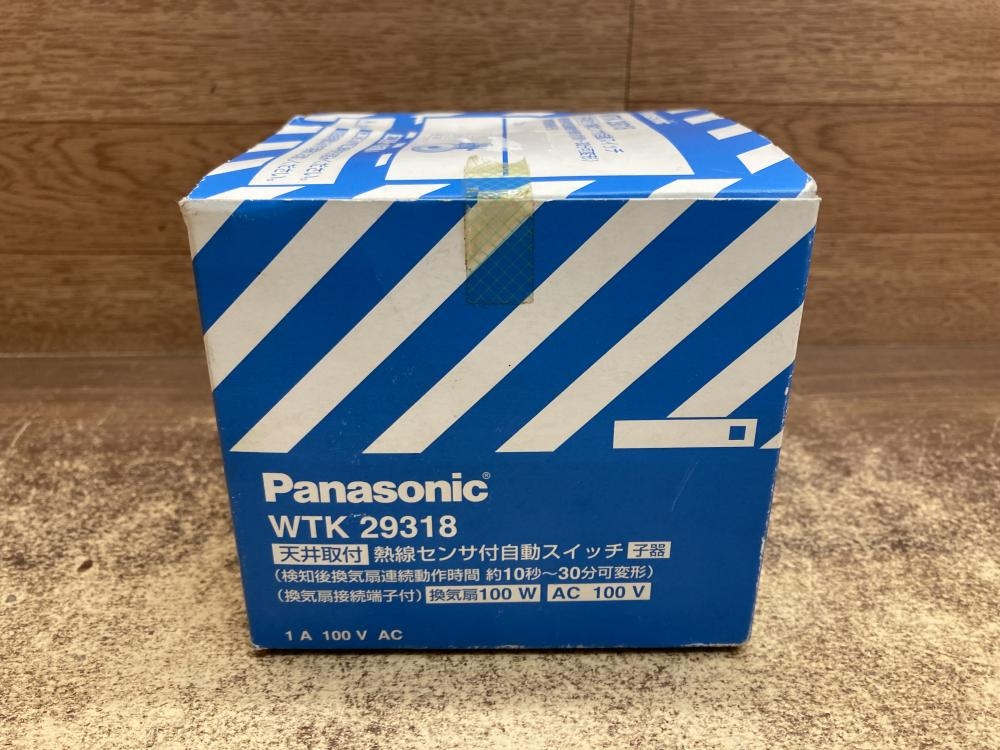 Panasonic®
WTK 29318
天井取付 熱線センサ付自動スイッチ 子器
(検知後換気扇連続動作時間 約10秒～30分可変形)
(換気扇接続端子付) 換気扇100 W AC 100 V
1 A 100 V AC